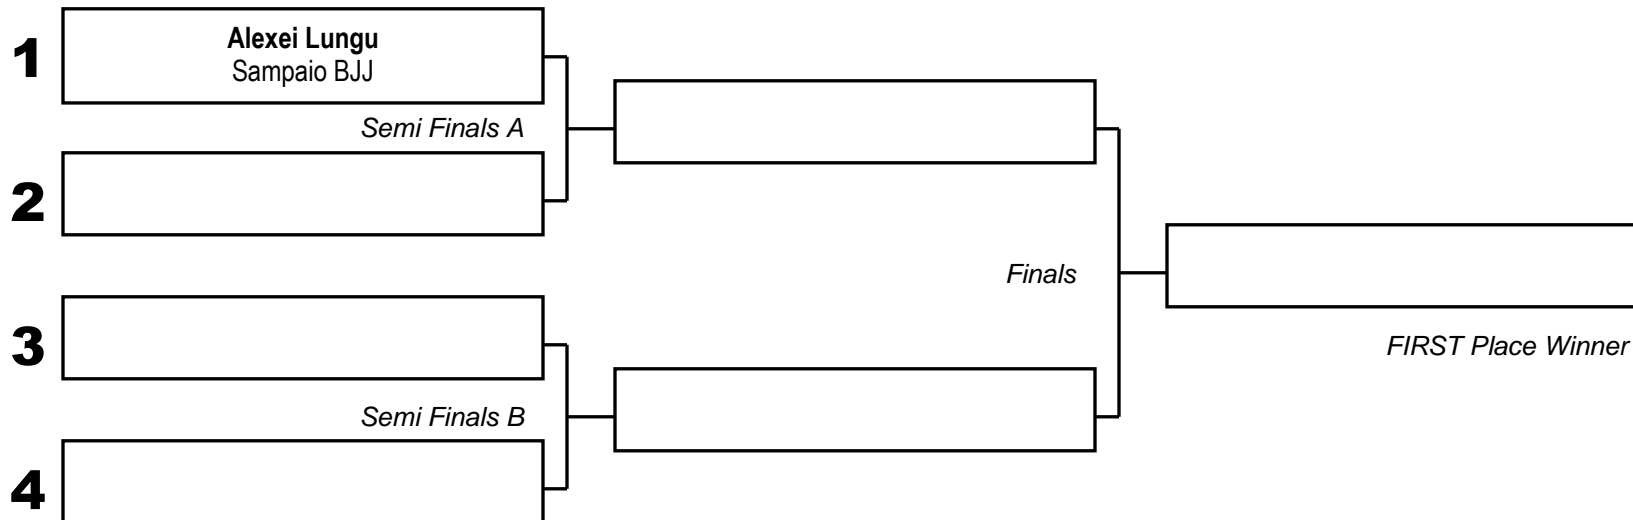 1
Alexei Lungu
Sampaio BJJ
Semi Finals A
2
Finals
3
FIRST Place Winner
Semi Finals B
4